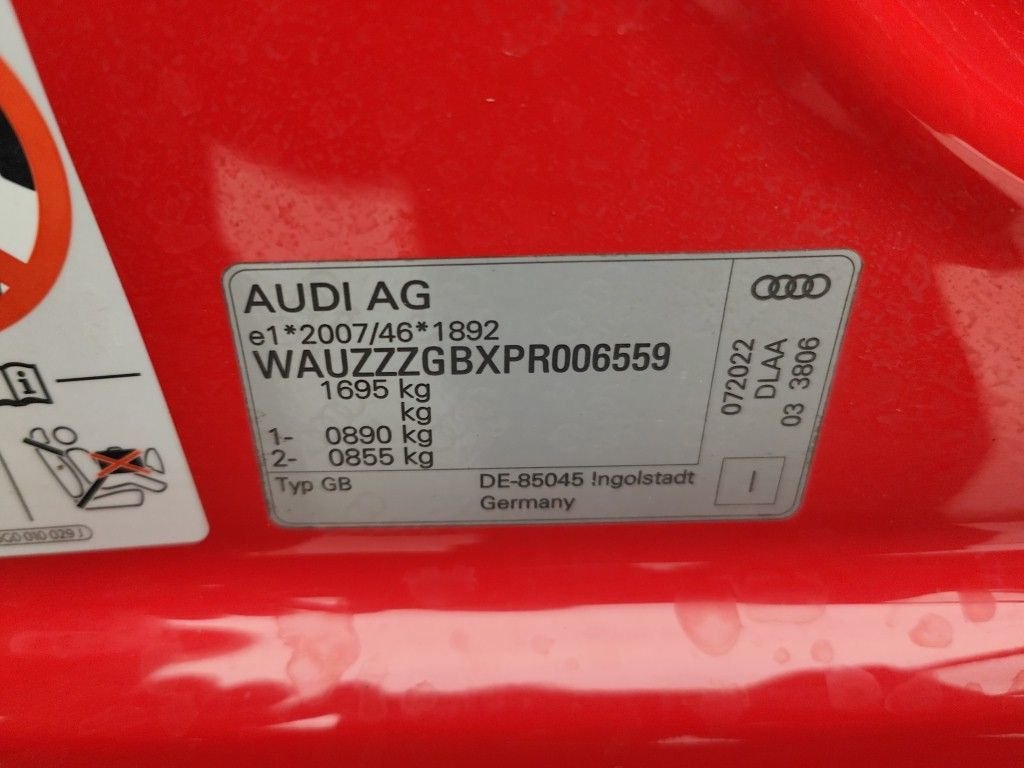 AUDI AG
e1*2007/46*1892
WAUZZZGBXPR006559
1695 kg
kg
1- 0890 kg
2- 0855 kg
Typ GB
DE-85045 Ingolstadt
Germany
072022
DLAA
03 3806
I